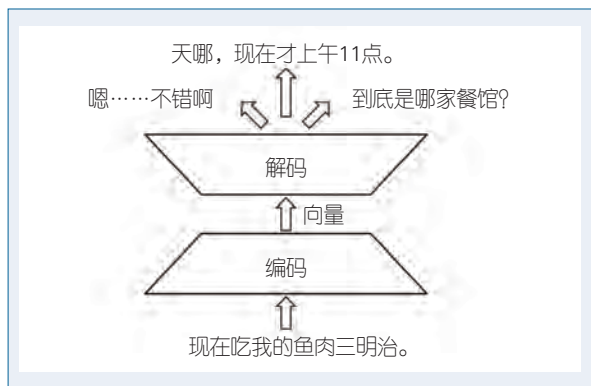 天哪，现在才上午11点。
嗯……不错啊
到底是哪家餐馆？
解码
向量
编码
现在吃我的鱼肉三明治。